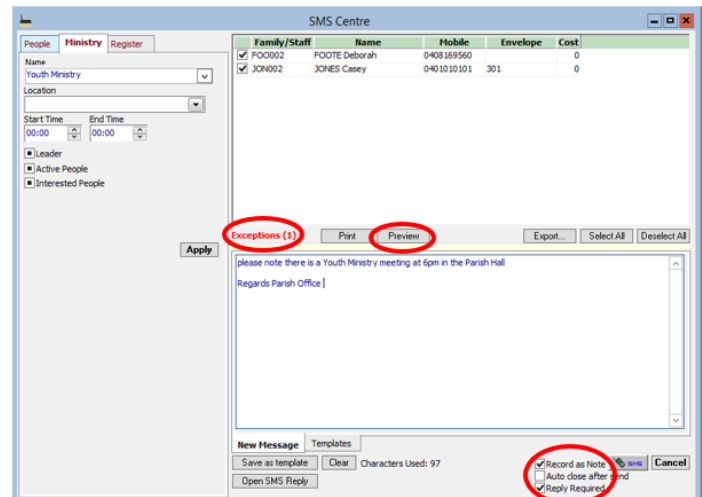 SMS Centre
People Ministry Register
Name
Youth Ministry
Location
Start Time End Time
00:00 00:00
Leader
Active People
Interested People
Apply
Family/Staff Name Mobile Envelope Cost
FOO002 FOOTE Deborah 0408169560 0
JON002 JONES Casey 0401010101 301 0
Exceptions (1) Print Preview Export... Select All Deselect All
please note there is a Youth Ministry meeting at 6pm in the Parish Hall
Regards Parish Office
New Message Templates
Save as template Clear Characters Used: 97
Open SMS Reply
Record as Note SMS Cancel
Auto close after send
Reply Required